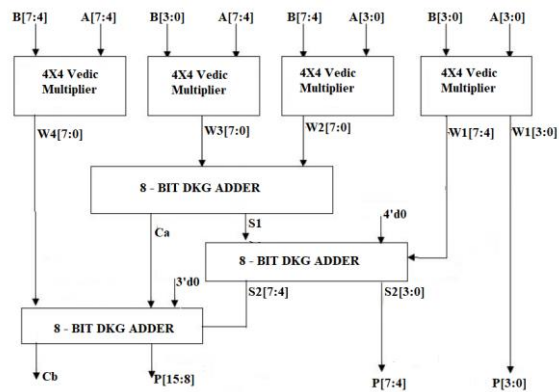 B[7:4] A[7:4] B[3:0] A[7:4] B[7:4] A[3:0] B[3:0] A[3:0]
4X4 Vedic
Multiplier
4X4 Vedic
Multiplier
4X4 Vedic
Multiplier
4X4 Vedic
Multiplier
W4[7:0] W3[7:0] W2[7:0] W1[7:4] W1[3:0]
8 - BIT DKG ADDER
Ca S1 4'd0
8 - BIT DKG ADDER
3'd0 S2[7:4] S2[3:0]
8 - BIT DKG ADDER
Cb P[15:8] P[7:4] P[3:0]